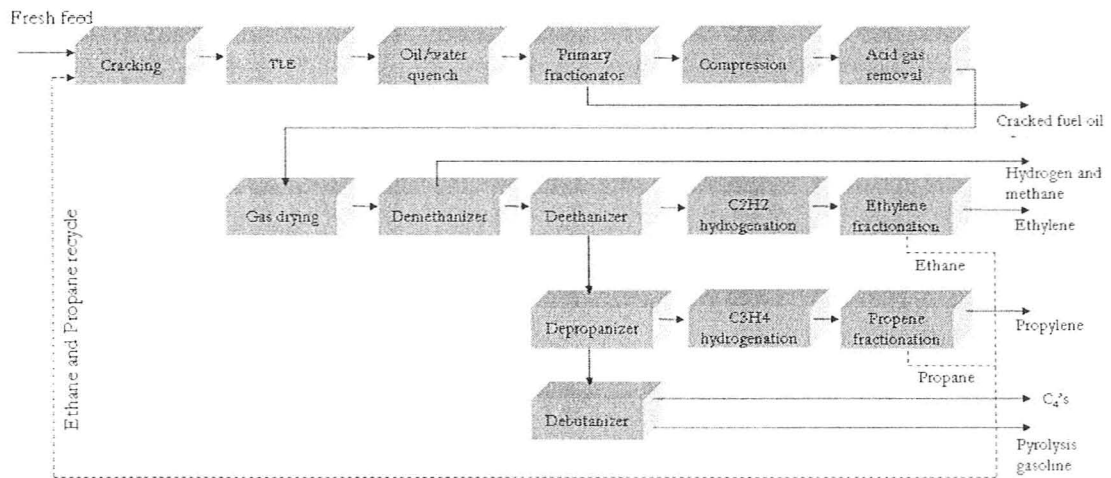 Fresh feed
Cracking
TLE
Oil/water
quench
Primary
fractionator
Compression
Acid gas
removal
Cracked fuel oil
Gas drying
Demethanizer
Deethanizer
C2H2
hydrogenation
Ethylene
fractionation
Hydrogen and
methane
Ethylene
Ethane
Depropanizer
C3H4
hydrogenation
Propene
fractionation
Propylene
Propane
Debutanizer
C₄'s
Pyrolysis
gasoline
Ethane and Propane recycle